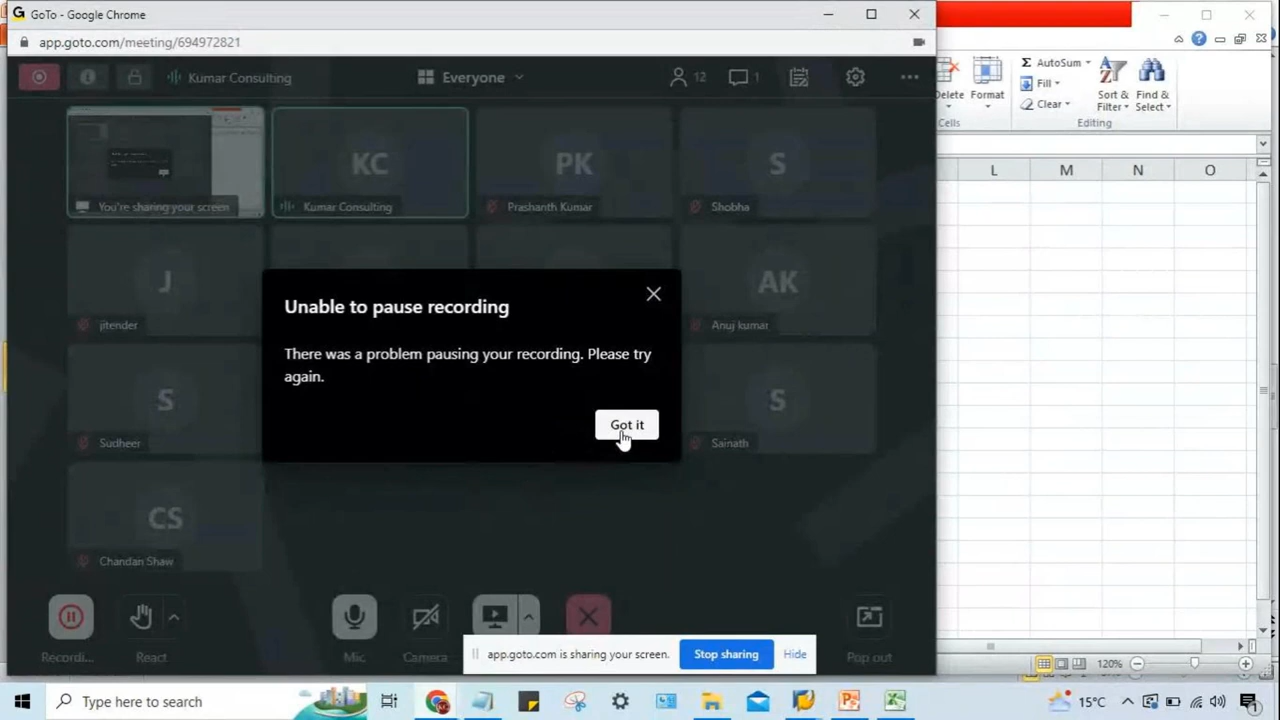 GoTo - Google Chrome
app.goto.com/meeting/694972821
Kumar Consulting
Everyone
12
1
You're sharing your screen
KC
Kumar Consulting
PK
Prashanth Kumar
S
Shobha
J
jitender
AK
Anuj kumar
S
Sudheer
S
Sainath
CS
Chandan Shaw
Unable to pause recording
There was a problem pausing your recording. Please try
again.
Got it
Recordi...
React
Mic
Camera
Pop out
app.goto.com is sharing your screen.
Stop sharing
Hide
Delete
Format
Cells
Σ AutoSum
Fill
Clear
Sort &
Filter
Find &
Select
Editing
L M N O
120%
Type here to search
15°C
1